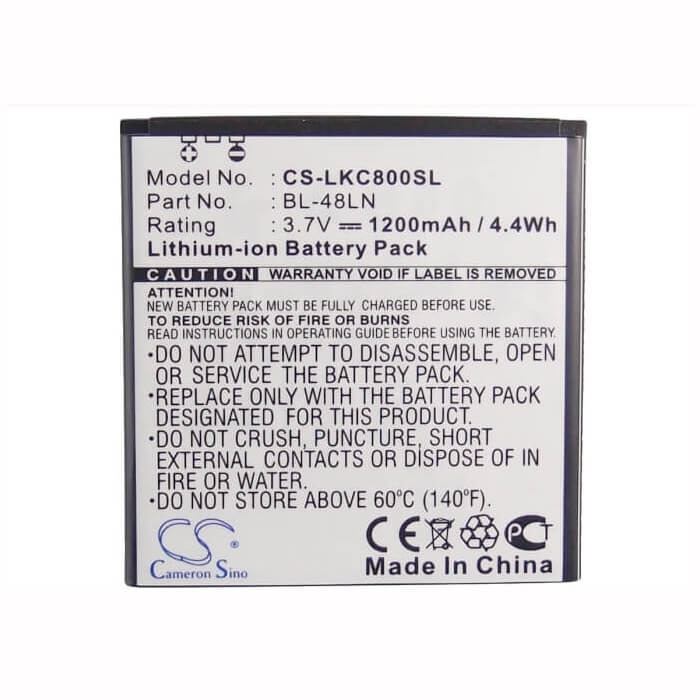 Model No. : CS-LKC800SL
Part No. : BL-48LN
Rating : 3.7V 1200mAh / 4.4Wh
Lithium-ion Battery Pack
CAUTION WARRANTY VOID IF LABEL IS REMOVED
ATTENTION!
NEW BATTERY PACK MUST BE FULLY CHARGED BEFORE USE
TO REDUCE RISK OF FIRE OR BURNS
READ INSTRUCTIONS IN OPERATING GUIDE BEFORE USE
•DO NOT ATTEMPT TO DISASSEMBLE, OPEN
OR SERVICE THE BATTERY PACK.
•REPLACE ONLY WITH THE BATTERY PACK
DESIGNATED FOR THIS PRODUCT.
•DO NOT CRUSH, PUNCTURE, SHORT
EXTERNAL CONTACTS OR DISPOSE OF IN
FIRE OR WATER.
•DO NOT STORE ABOVE 60°C (140°F).
CS
Cameron Sino
CE PCT
Made In China